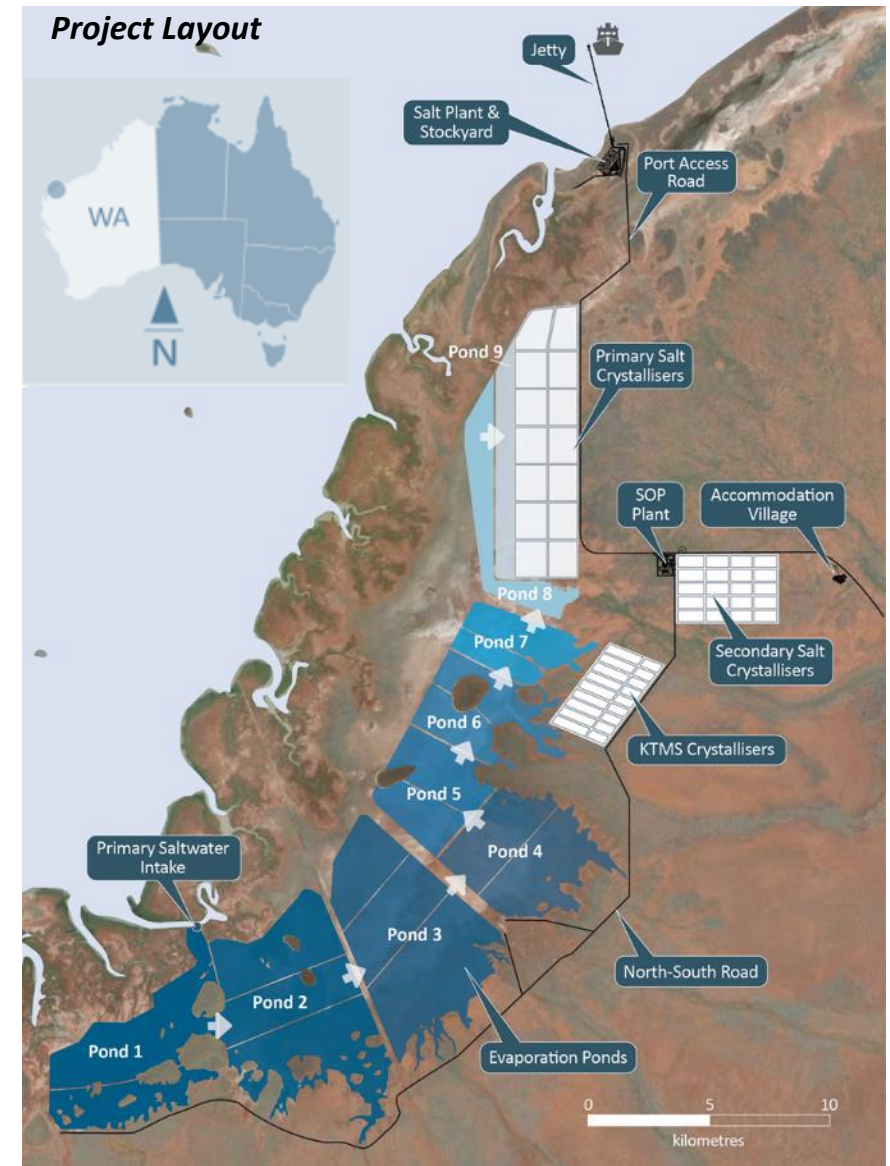 Project Layout
Jetty
Salt Plant &
Stockyard
Port Access
Road
WA
N
Pond 9
Primary Salt
Crystallisers
SOP
Plant
Accommodation
Village
Pond 8
Pond 7
Secondary Salt
Crystallisers
Pond 6
KTMS Crystallisers
Pond 5
Primary Saltwater
Intake
Pond 4
Pond 3
North-South Road
Pond 2
Pond 1
Evaporation Ponds
0 5 10
kilometres